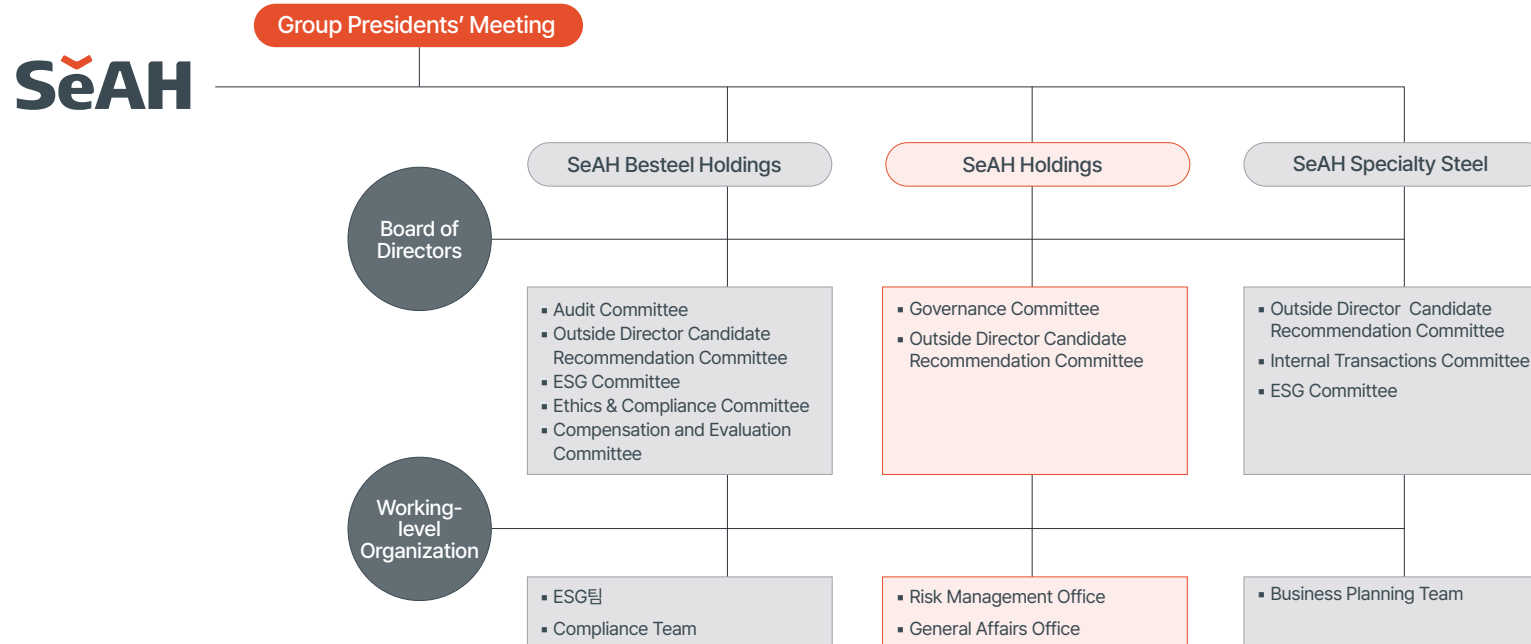 Group Presidents’ Meeting
SeAH
SeAH Besteel Holdings
SeAH Holdings
SeAH Specialty Steel
Board of
Directors
▪ Audit Committee
▪ Outside Director Candidate
Recommendation Committee
▪ ESG Committee
▪ Ethics & Compliance Committee
▪ Compensation and Evaluation
Committee
▪ Governance Committee
▪ Outside Director Candidate
Recommendation Committee
▪ Outside Director Candidate
Recommendation Committee
▪ Internal Transactions Committee
▪ ESG Committee
Working-
level
Organization
▪ ESG팀
▪ Compliance Team
▪ Risk Management Office
▪ General Affairs Office
▪ Business Planning Team